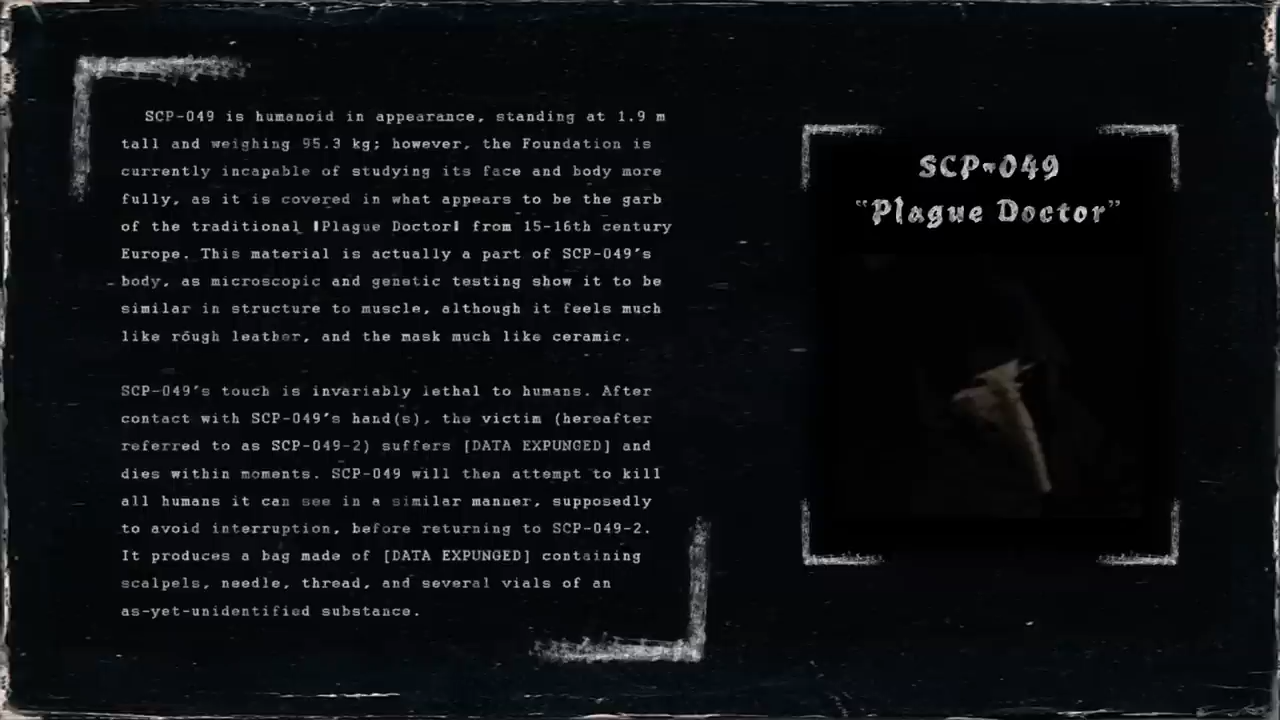 SCP-049 is humanoid in appearance, standing at 1.9 m
tall and weighing 95.3 kg; however, the Foundation is
currently incapable of studying its face and body more
fully, as it is covered in what appears to be the garb
of the traditional ▮Plague Doctor▮ from 15-16th century
Europe. This material is actually a part of SCP-049's
body, as microscopic and genetic testing show it to be
similar in structure to muscle, although it feels much
like rough leather, and the mask much like ceramic.
SCP-049's touch is invariably lethal to humans. After
contact with SCP-049's hand(s), the victim (hereafter
referred to as SCP-049-2) suffers [DATA EXPUNGED] and
dies within moments. SCP-049 will then attempt to kill
all humans it can see in a similar manner, supposedly
to avoid interruption, before returning to SCP-049-2.
It produces a bag made of [DATA EXPUNGED] containing
scalpels, needle, thread, and several vials of an
as-yet-unidentified substance.
SCP-049
"Plague Doctor"